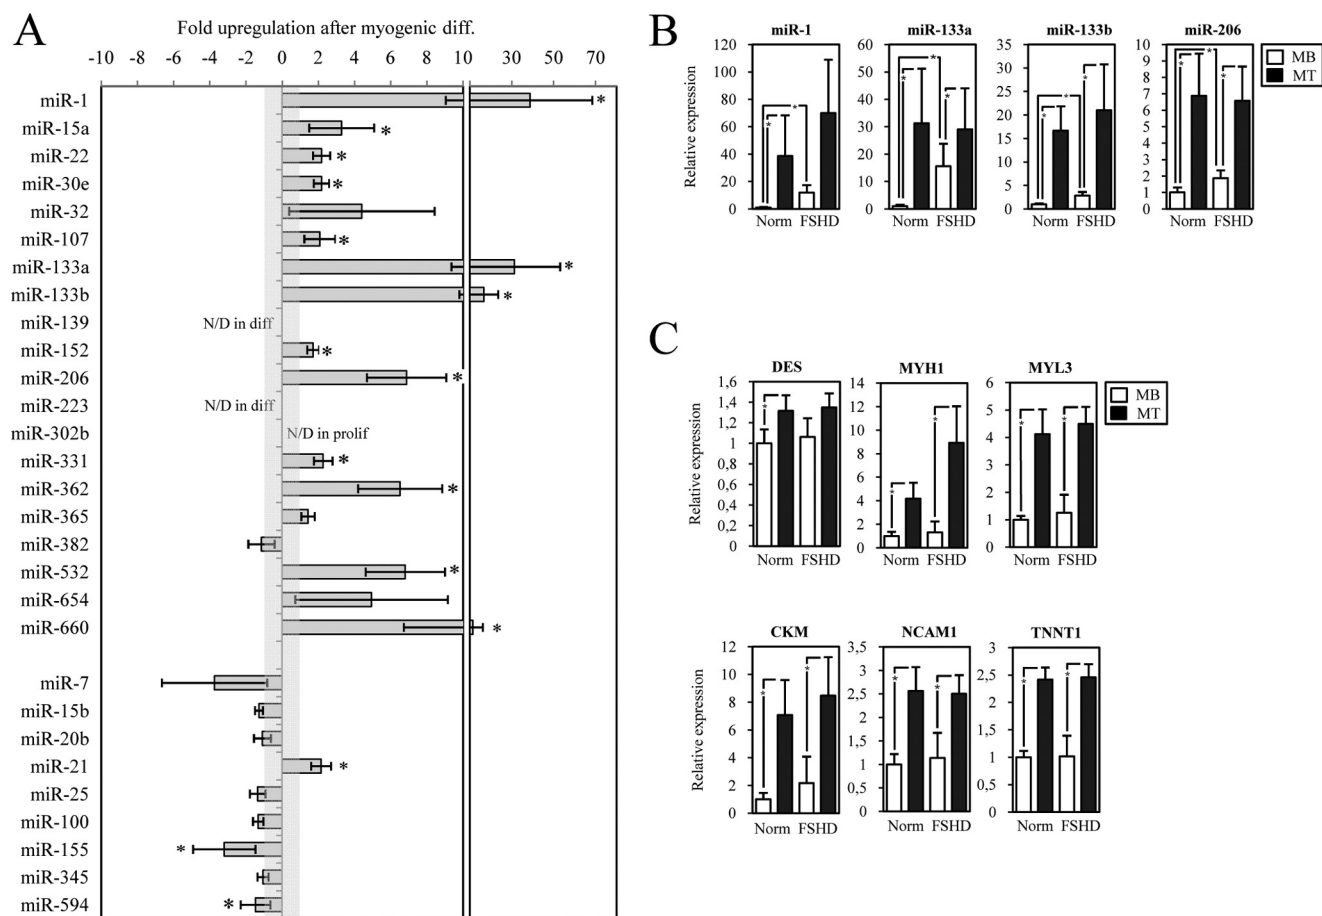 A
Fold upregulation after myogenic diff.
-10 -8 -6 -4 -2 0 2 4 6 8 10 30 50 70
miR-1 *
miR-15a *
miR-22 *
miR-30e *
miR-32
miR-107 *
miR-133a *
miR-133b *
miR-139 N/D in diff
miR-152 *
miR-206 *
miR-223 N/D in diff
miR-302b N/D in prolif
miR-331 *
miR-362 *
miR-365
miR-382
miR-532 *
miR-654
miR-660 *
miR-7
miR-15b
miR-20b
miR-21 *
miR-25
miR-100
miR-155 *
miR-345
miR-594 *
B
Relative expression
miR-1
120
100
80
60
40
20
0
* * *
Norm FSHD
miR-133a
60
50
40
30
20
10
0
* * *
Norm FSHD
miR-133b
35
30
25
20
15
10
5
0
* * *
Norm FSHD
miR-206
10
9
8
7
6
5
4
3
2
1
0
* * *
Norm FSHD
MB
MT
C
Relative expression
DES
1,6
1,4
1,2
1
0,8
0,6
0,4
0,2
0
*
Norm FSHD
MYH1
14
12
10
8
6
4
2
0
* *
Norm FSHD
MYL3
6
5
4
3
2
1
0
* *
Norm FSHD
MB
MT
Relative expression
CKM
12
10
8
6
4
2
0
* *
Norm FSHD
NCAM1
3,5
3
2,5
2
1,5
1
0,5
0
* *
Norm FSHD
TNNT1
3
2,5
2
1,5
1
0,5
0
* *
Norm FSHD